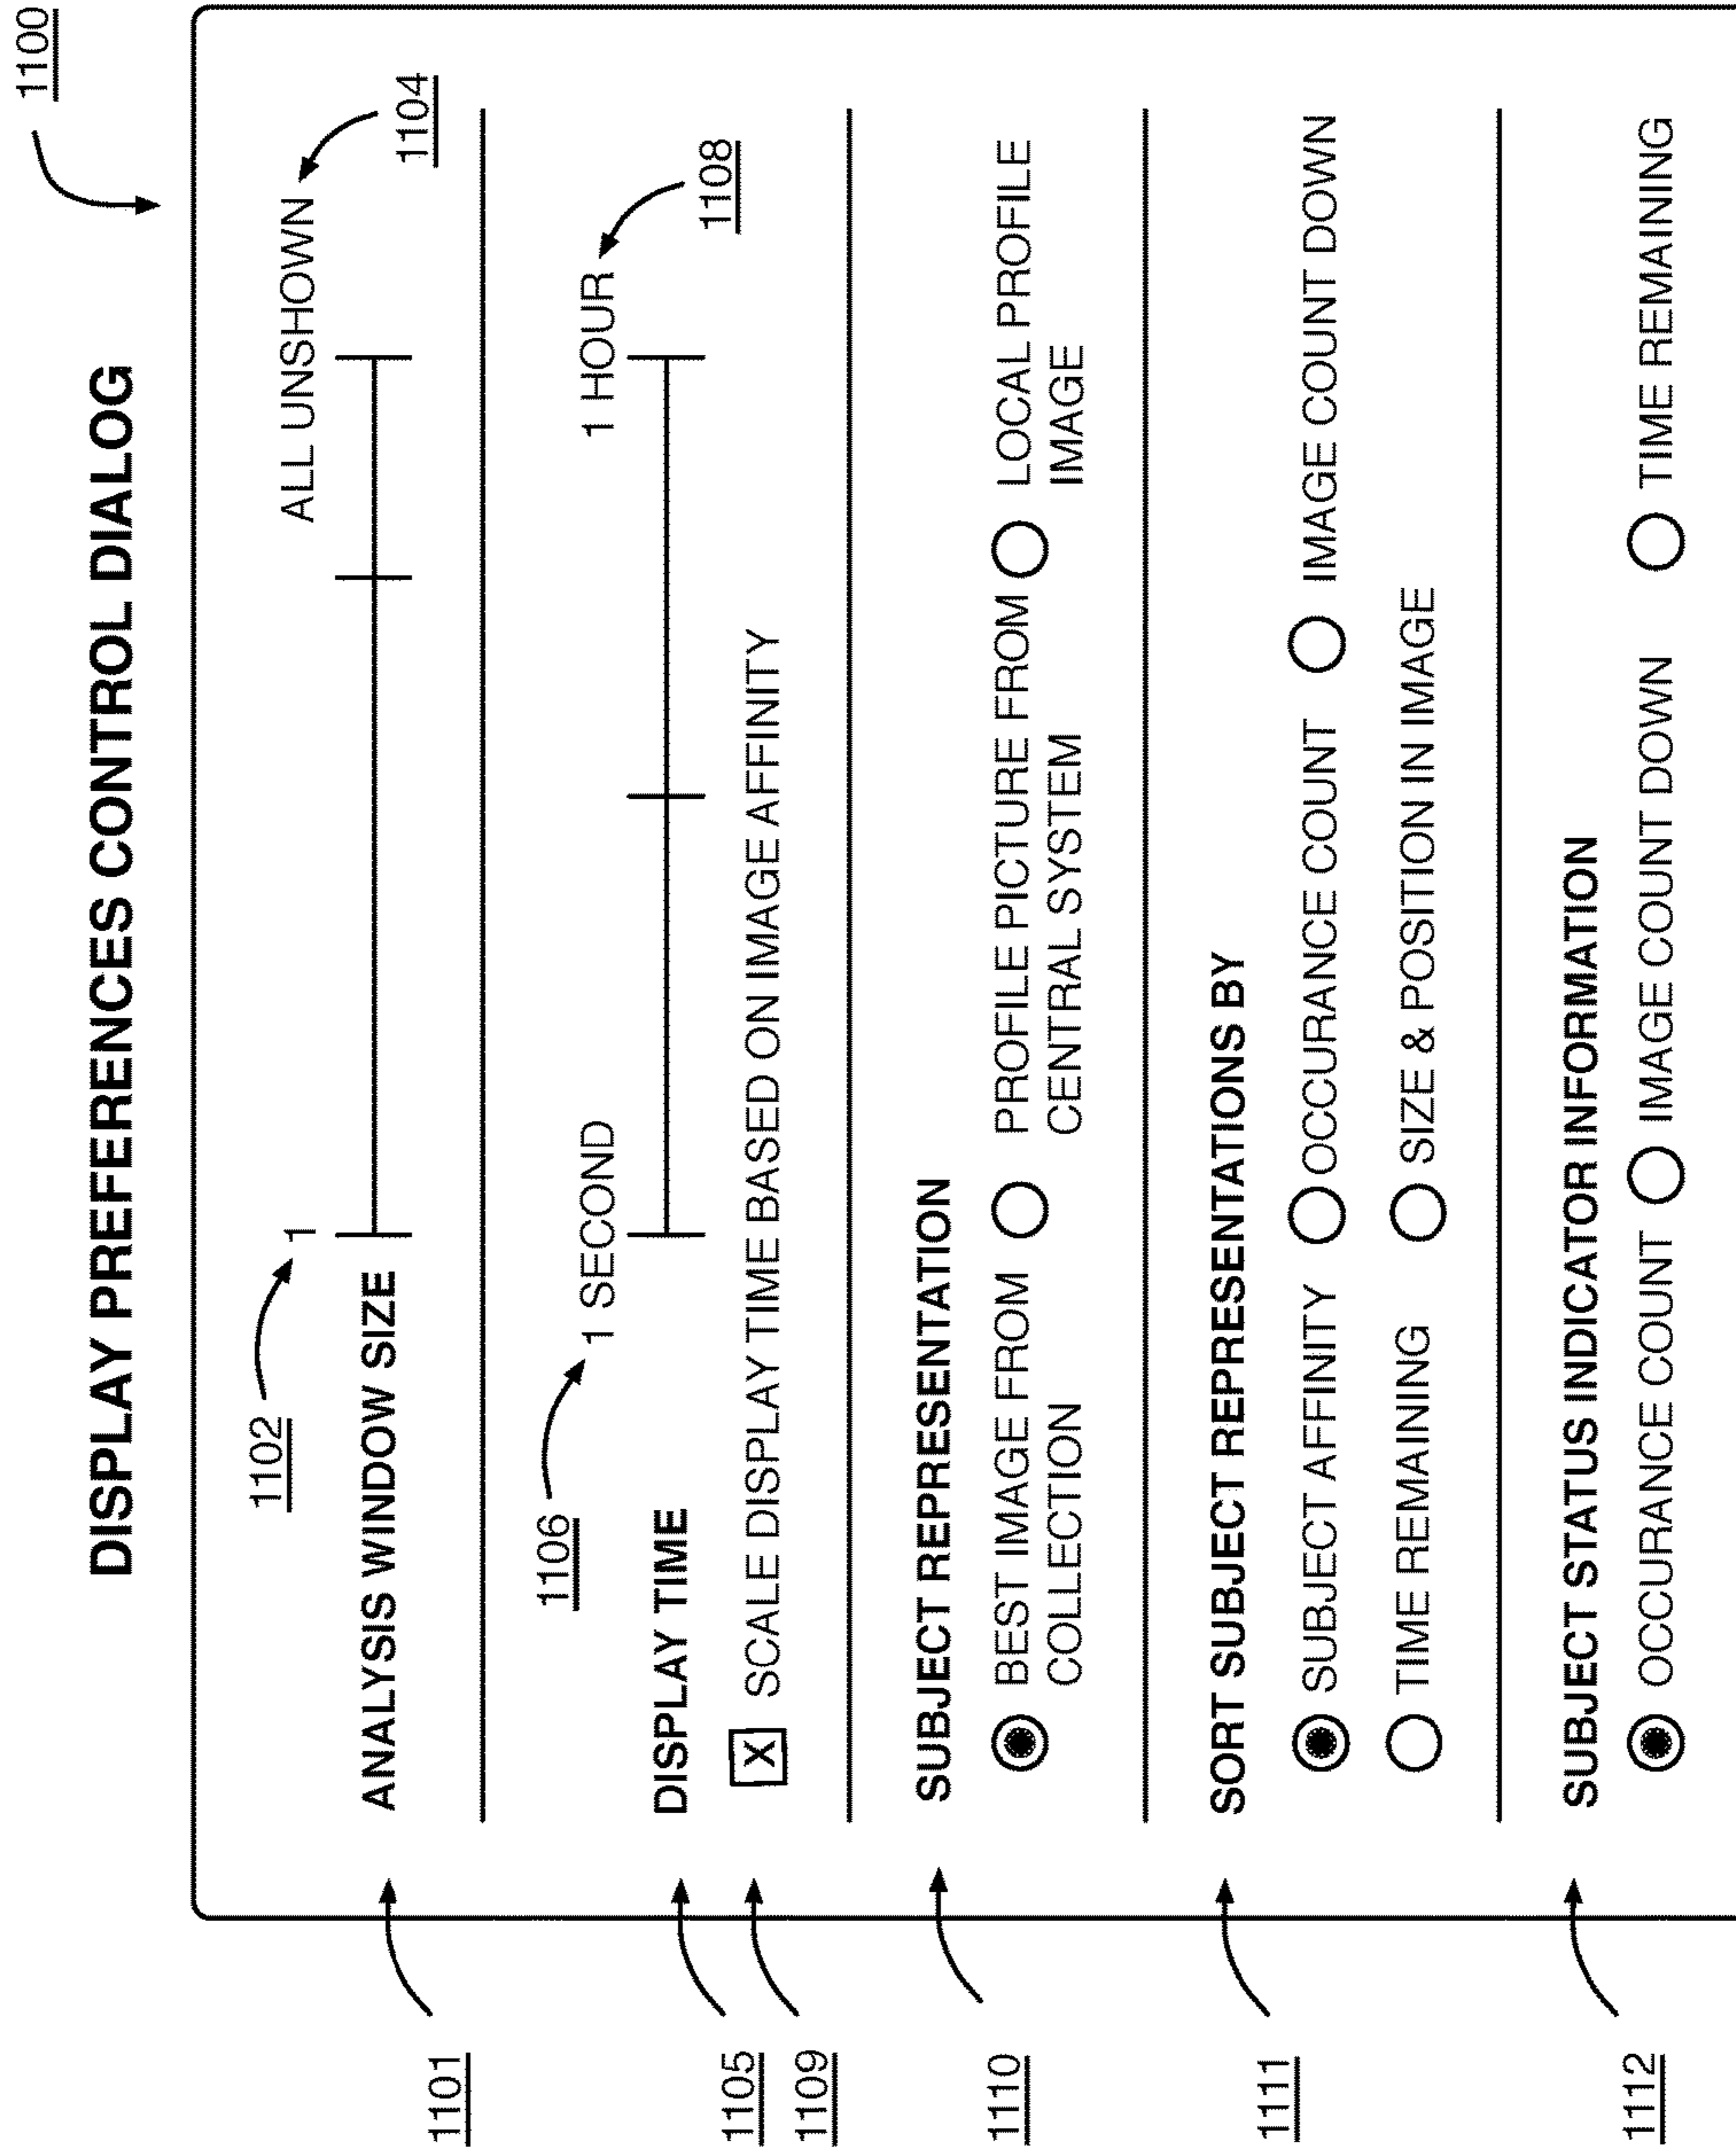 DISPLAY PREFERENCES CONTROL DIALOG
1100
1102
1
ALL UNSHOWN
1104
1101
ANALYSIS WINDOW SIZE
1106
1 SECOND
1 HOUR
1108
1105
DISPLAY TIME
1109
X SCALE DISPLAY TIME BASED ON IMAGE AFFINITY
1110
SUBJECT REPRESENTATION
BEST IMAGE FROM PROFILE PICTURE FROM LOCAL PROFILE
COLLECTION CENTRAL SYSTEM IMAGE
1111
SORT SUBJECT REPRESENTATIONS BY
SUBJECT AFFINITY OCCURANCE COUNT IMAGE COUNT DOWN
TIME REMAINING SIZE & POSITION IN IMAGE
1112
SUBJECT STATUS INDICATOR INFORMATION
OCCURANCE COUNT IMAGE COUNT DOWN TIME REMAINING